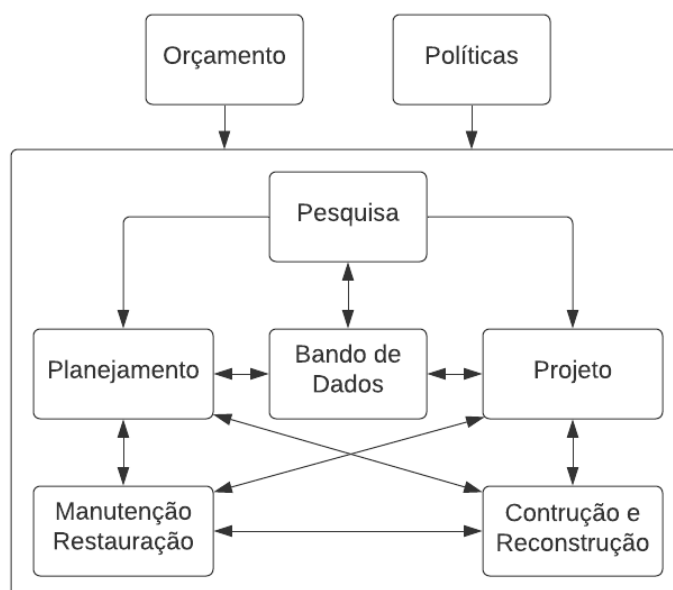 Orçamento
Políticas
Pesquisa
Planejamento
Bando de
Dados
Projeto
Manutenção
Restauração
Contrução e
Reconstrução